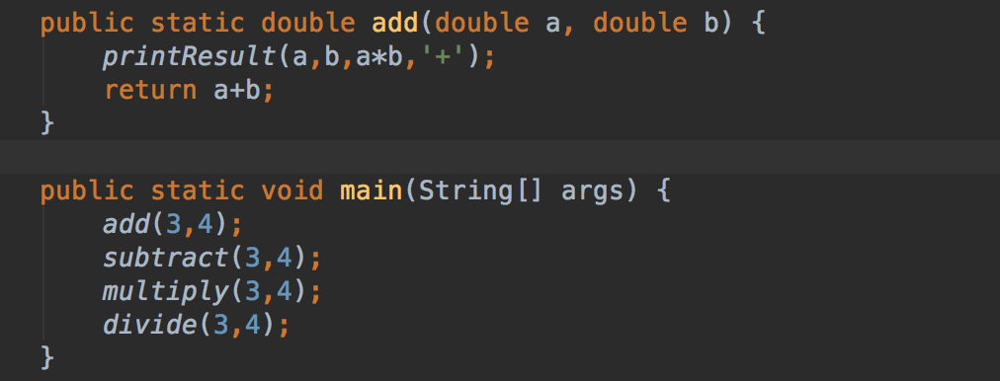 public static double add(double a, double b) {
printResult(a,b,a*b,'+');
return a+b;
}
public static void main(String[] args) {
add(3,4);
subtract(3,4);
multiply(3,4);
divide(3,4);
}